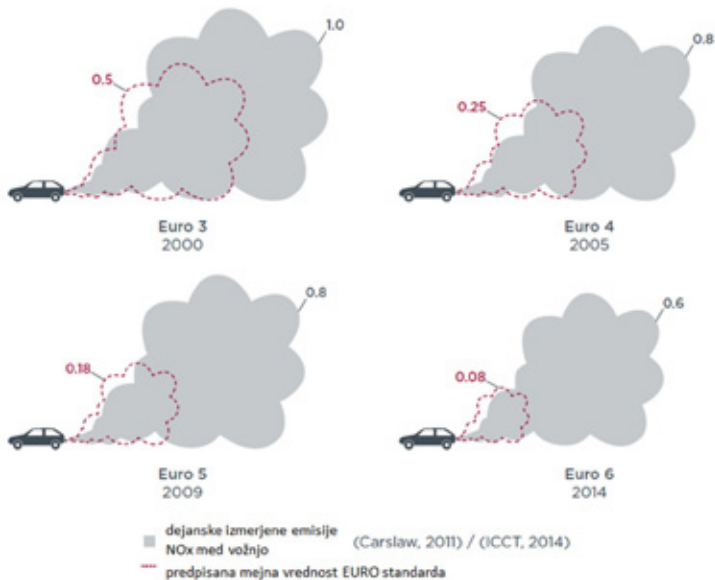 1.0
0.5
Euro 3
2000
0.8
0.25
Euro 4
2005
0.8
0.18
Euro 5
2009
0.6
0.08
Euro 6
2014
dejanske izmerjene emisije
NOx med vožnjo
(Carslaw, 2011) / (ICCT, 2014)
predpisana mejna vrednost EURO standarda